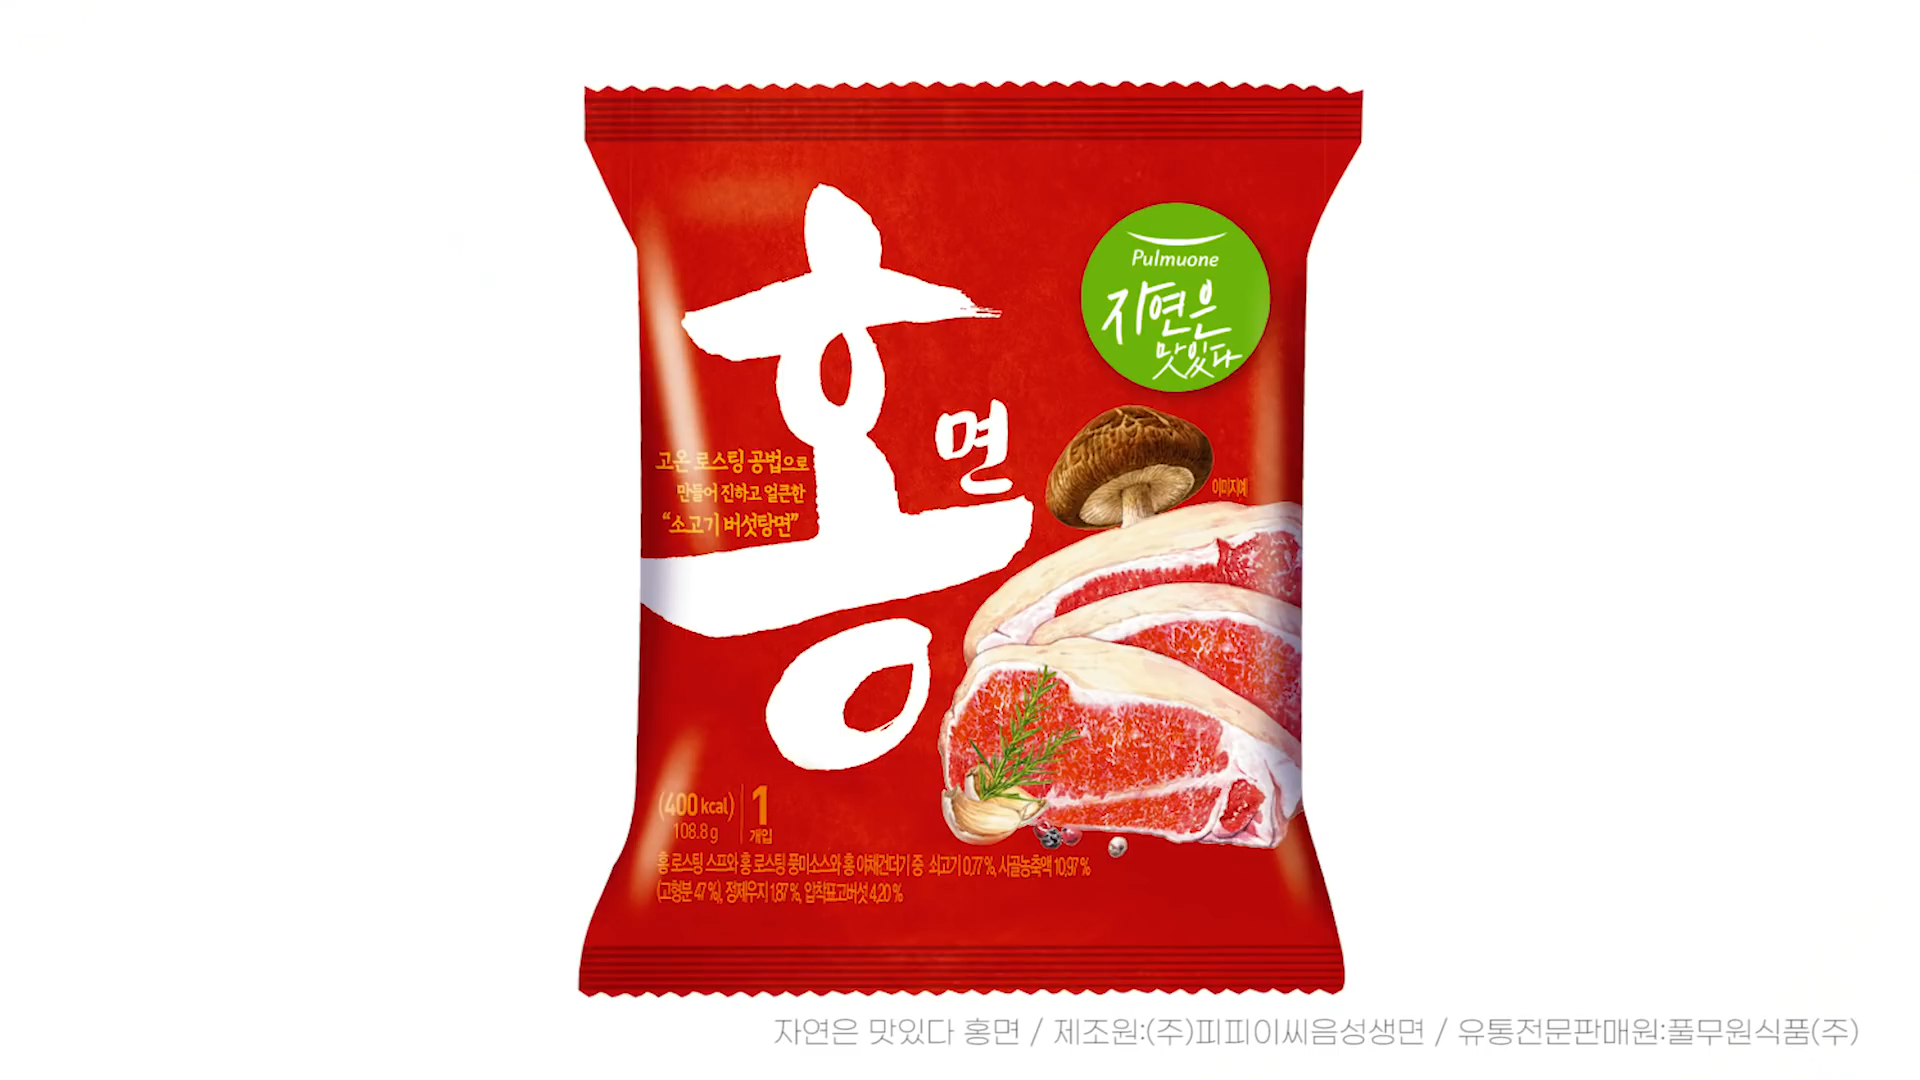 홍
면
Pulmuone
자연은
맛있다
고온 로스팅 공법으로
만들어 진하고 얼큰한
“소고기 버섯탕면”
이미지예
(400 kcal)
108.8 g
1
개입
홍 로스팅 스프와 홍 로스팅 풍미소스와 홍 야채건더기 중 쇠고기 0.77 %, 사골농축액 10.97 %
(고형분 47 %), 정제우지 1.87 %, 압착표고버섯 4.20 %
자연은 맛있다 홍면 / 제조원:(주)피피이씨음성생면 / 유통전문판매원:풀무원식품(주)